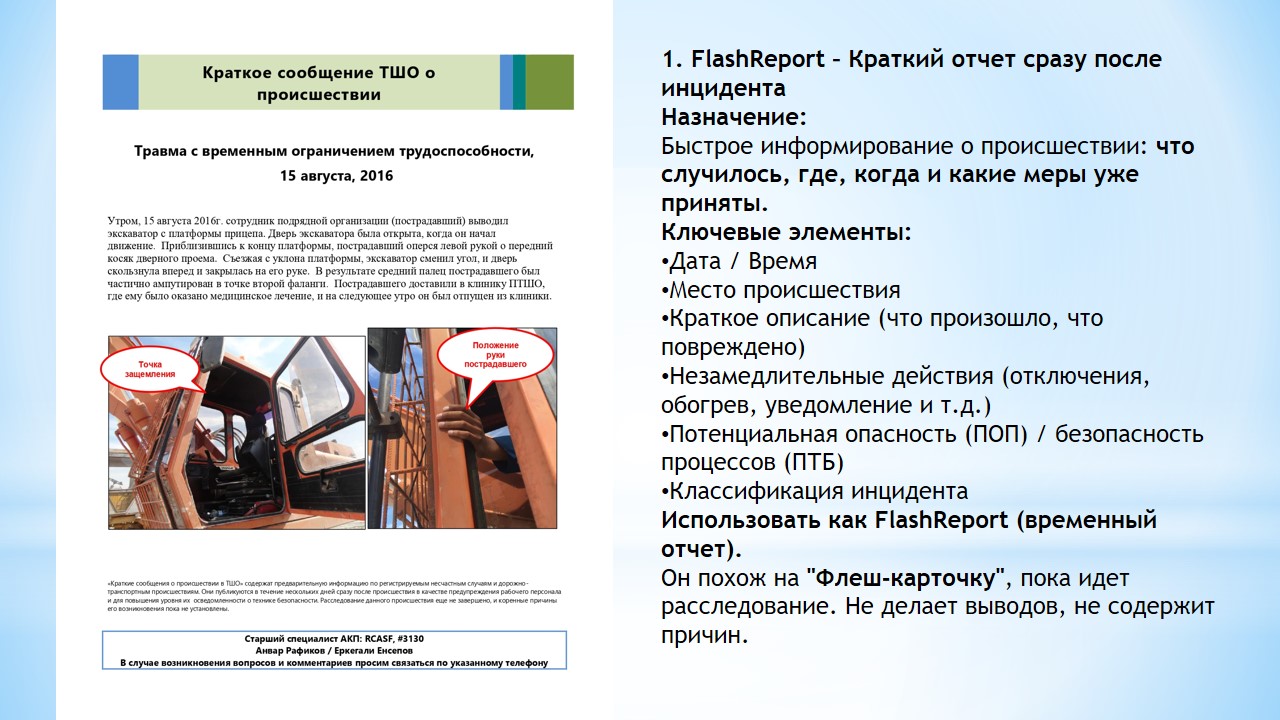 Краткое сообщение ТШО о
происшествии
Травма с временным ограничением трудоспособности,
15 августа, 2016
Утром, 15 августа 2016г. сотрудник подрядной организации (пострадавший) выводил
экскаватор с платформы прицепа. Дверь экскаватора была открыта, когда он начал
движение. Приблизившись к концу платформы, пострадавший оперся левой рукой о передний
косяк дверного проема. Съезжая с уклона платформы, экскаватор сменил угол, и дверь
скользнула вперед и закрылась на его руке. В результате средний палец пострадавшего был
частично ампутирован в точке второй фаланги. Пострадавшего доставили в клинику ПТШО,
где ему было оказано медицинское лечение, и на следующее утро он был отпущен из клиники.
Точка
защемления
Положение
руки
пострадавшего
«Краткие сообщения о происшествии в ТШО» содержат предварительную информацию по регистрируемым несчастным случаям и дорожно-
транспортным происшествиям. Они публикуются в течение нескольких дней сразу после происшествия в качестве предупреждения рабочего персонала
и для повышения уровня их осведомленности о технике безопасности. Расследование данного происшествия еще не завершено, и коренные причины
его возникновения пока не установлены.
Старший специалист АКП: RCASF, #3130
Анвар Рафиков / Еркегали Енсепов
В случае возникновения вопросов и комментариев просим связаться по указанному телефону
1. FlashReport – Краткий отчет сразу после
инцидента
Назначение:
Быстрое информирование о происшествии: что
случилось, где, когда и какие меры уже
приняты.
Ключевые элементы:
•Дата / Время
•Место происшествия
•Краткое описание (что произошло, что
повреждено)
•Незамедлительные действия (отключения,
обогрев, уведомление и т.д.)
•Потенциальная опасность (ПОП) / безопасность
процессов (ПТБ)
•Классификация инцидента
Использовать как FlashReport (временный
отчет).
Он похож на "Флеш-карточку", пока идет
расследование. Не делает выводов, не содержит
причин.